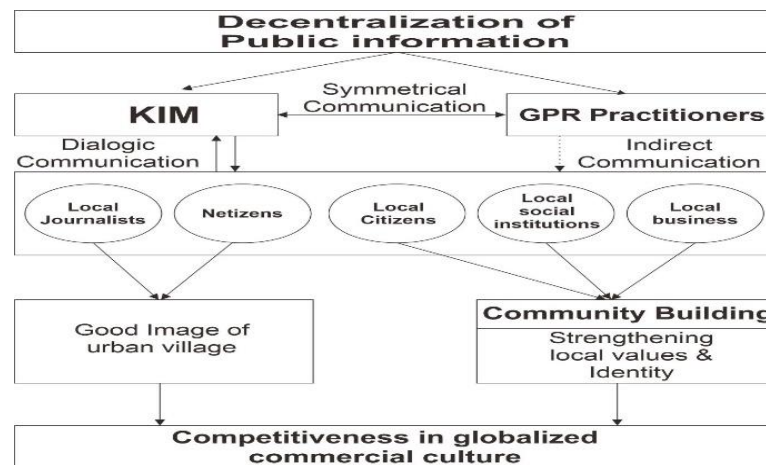 Decentralization of
Public information
Symmetrical
Communication
KIM
GPR Practitioners
Dialogic
Communication
Indirect
Communication
Local
Journalists
Netizens
Local
Citizens
Local
social
institutions
Local
business
Good Image of
urban village
Community Building
Strengthening
local values &
Identity
Competitiveness in globalized
commercial culture